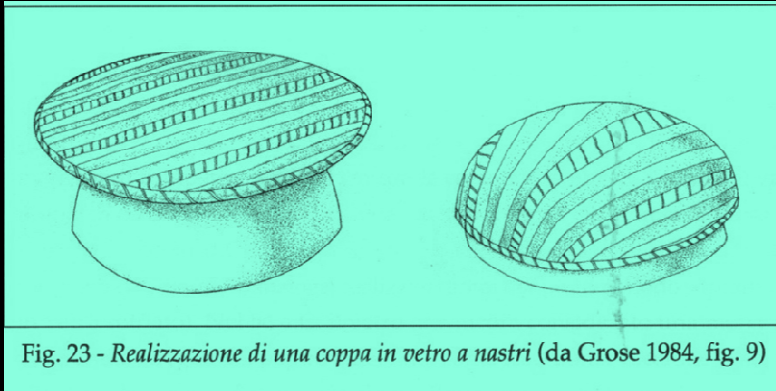 Fig. 23 - Realizzazione di una coppa in vetro a nastri (da Grose 1984, fig. 9)